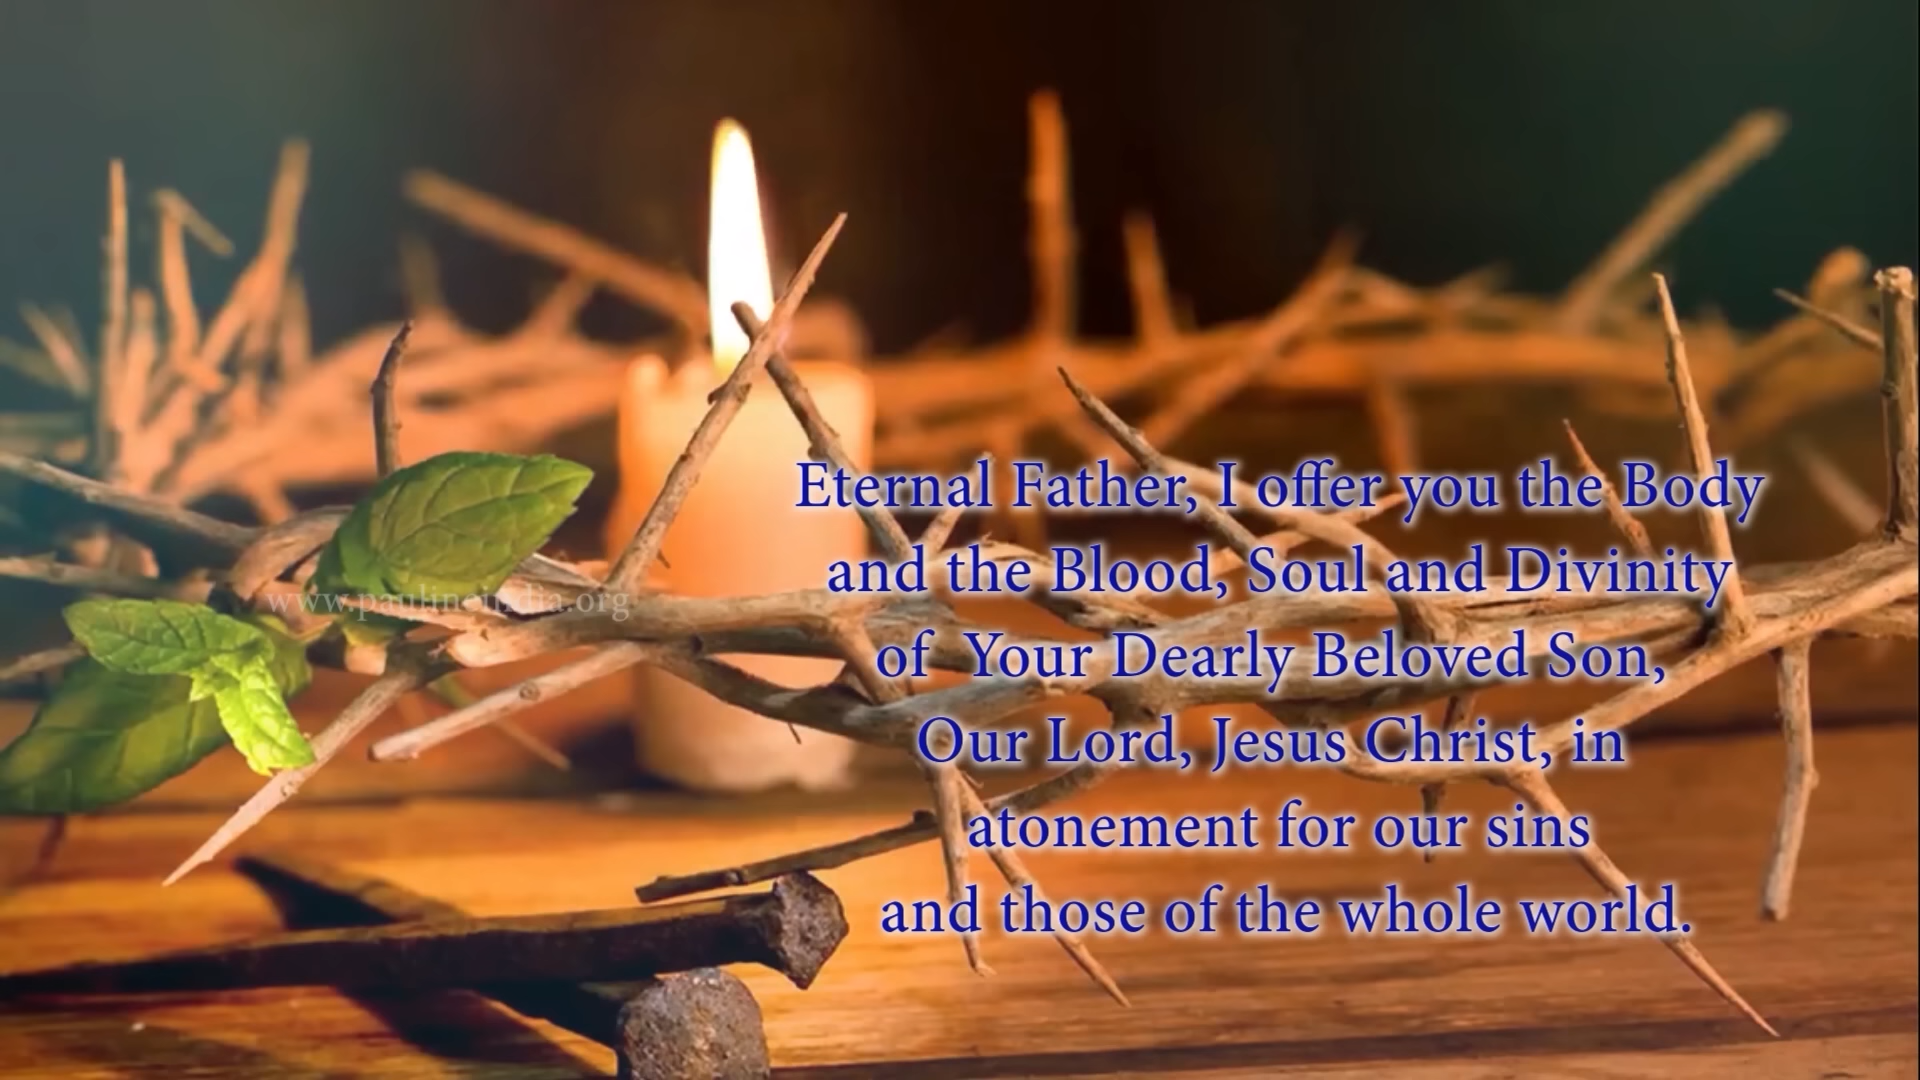 Eternal Father, I offer you the Body
and the Blood, Soul and Divinity
of Your Dearly Beloved Son,
Our Lord, Jesus Christ, in
atonement for our sins
and those of the whole world.
www.paulineindia.org